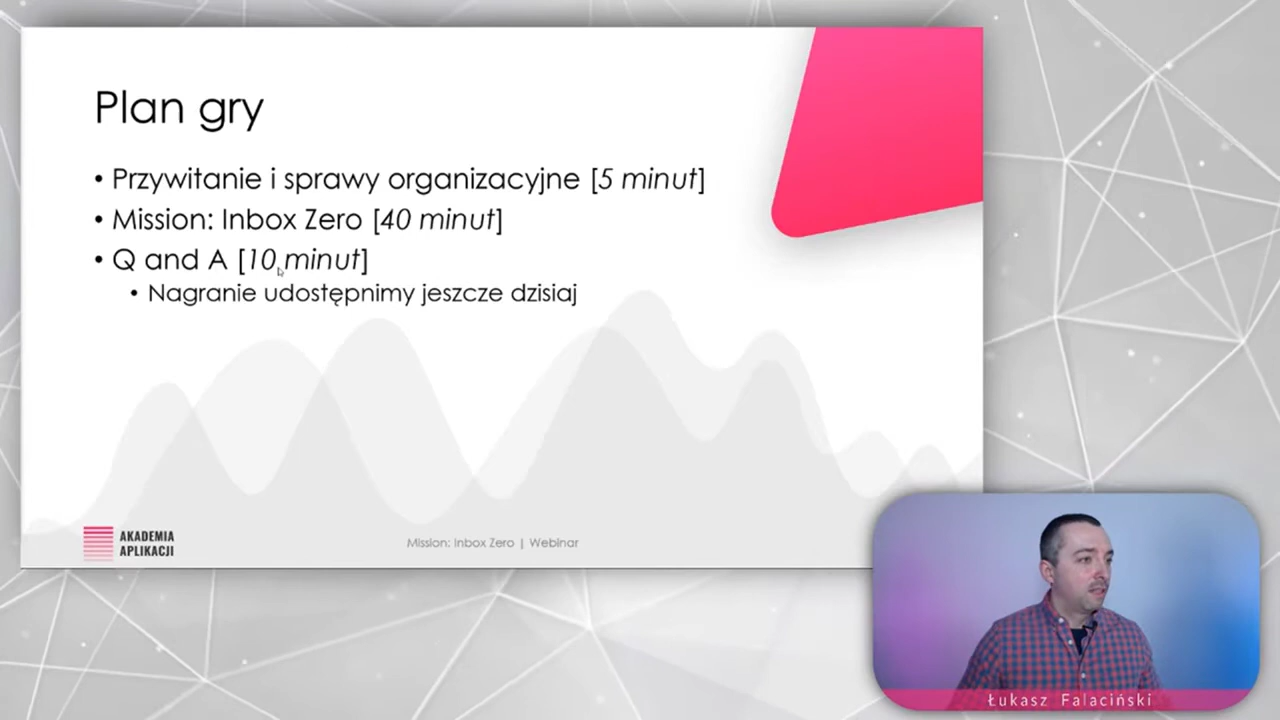 Plan gry
• Przywitanie i sprawy organizacyjne [5 minut]
• Mission: Inbox Zero [40 minut]
• Q and A [10 minut]
• Nagranie udostępnimy jeszcze dzisiaj
AKADEMIA
APLIKACJI
Mission: Inbox Zero | Webinar
Łukasz Falaciński